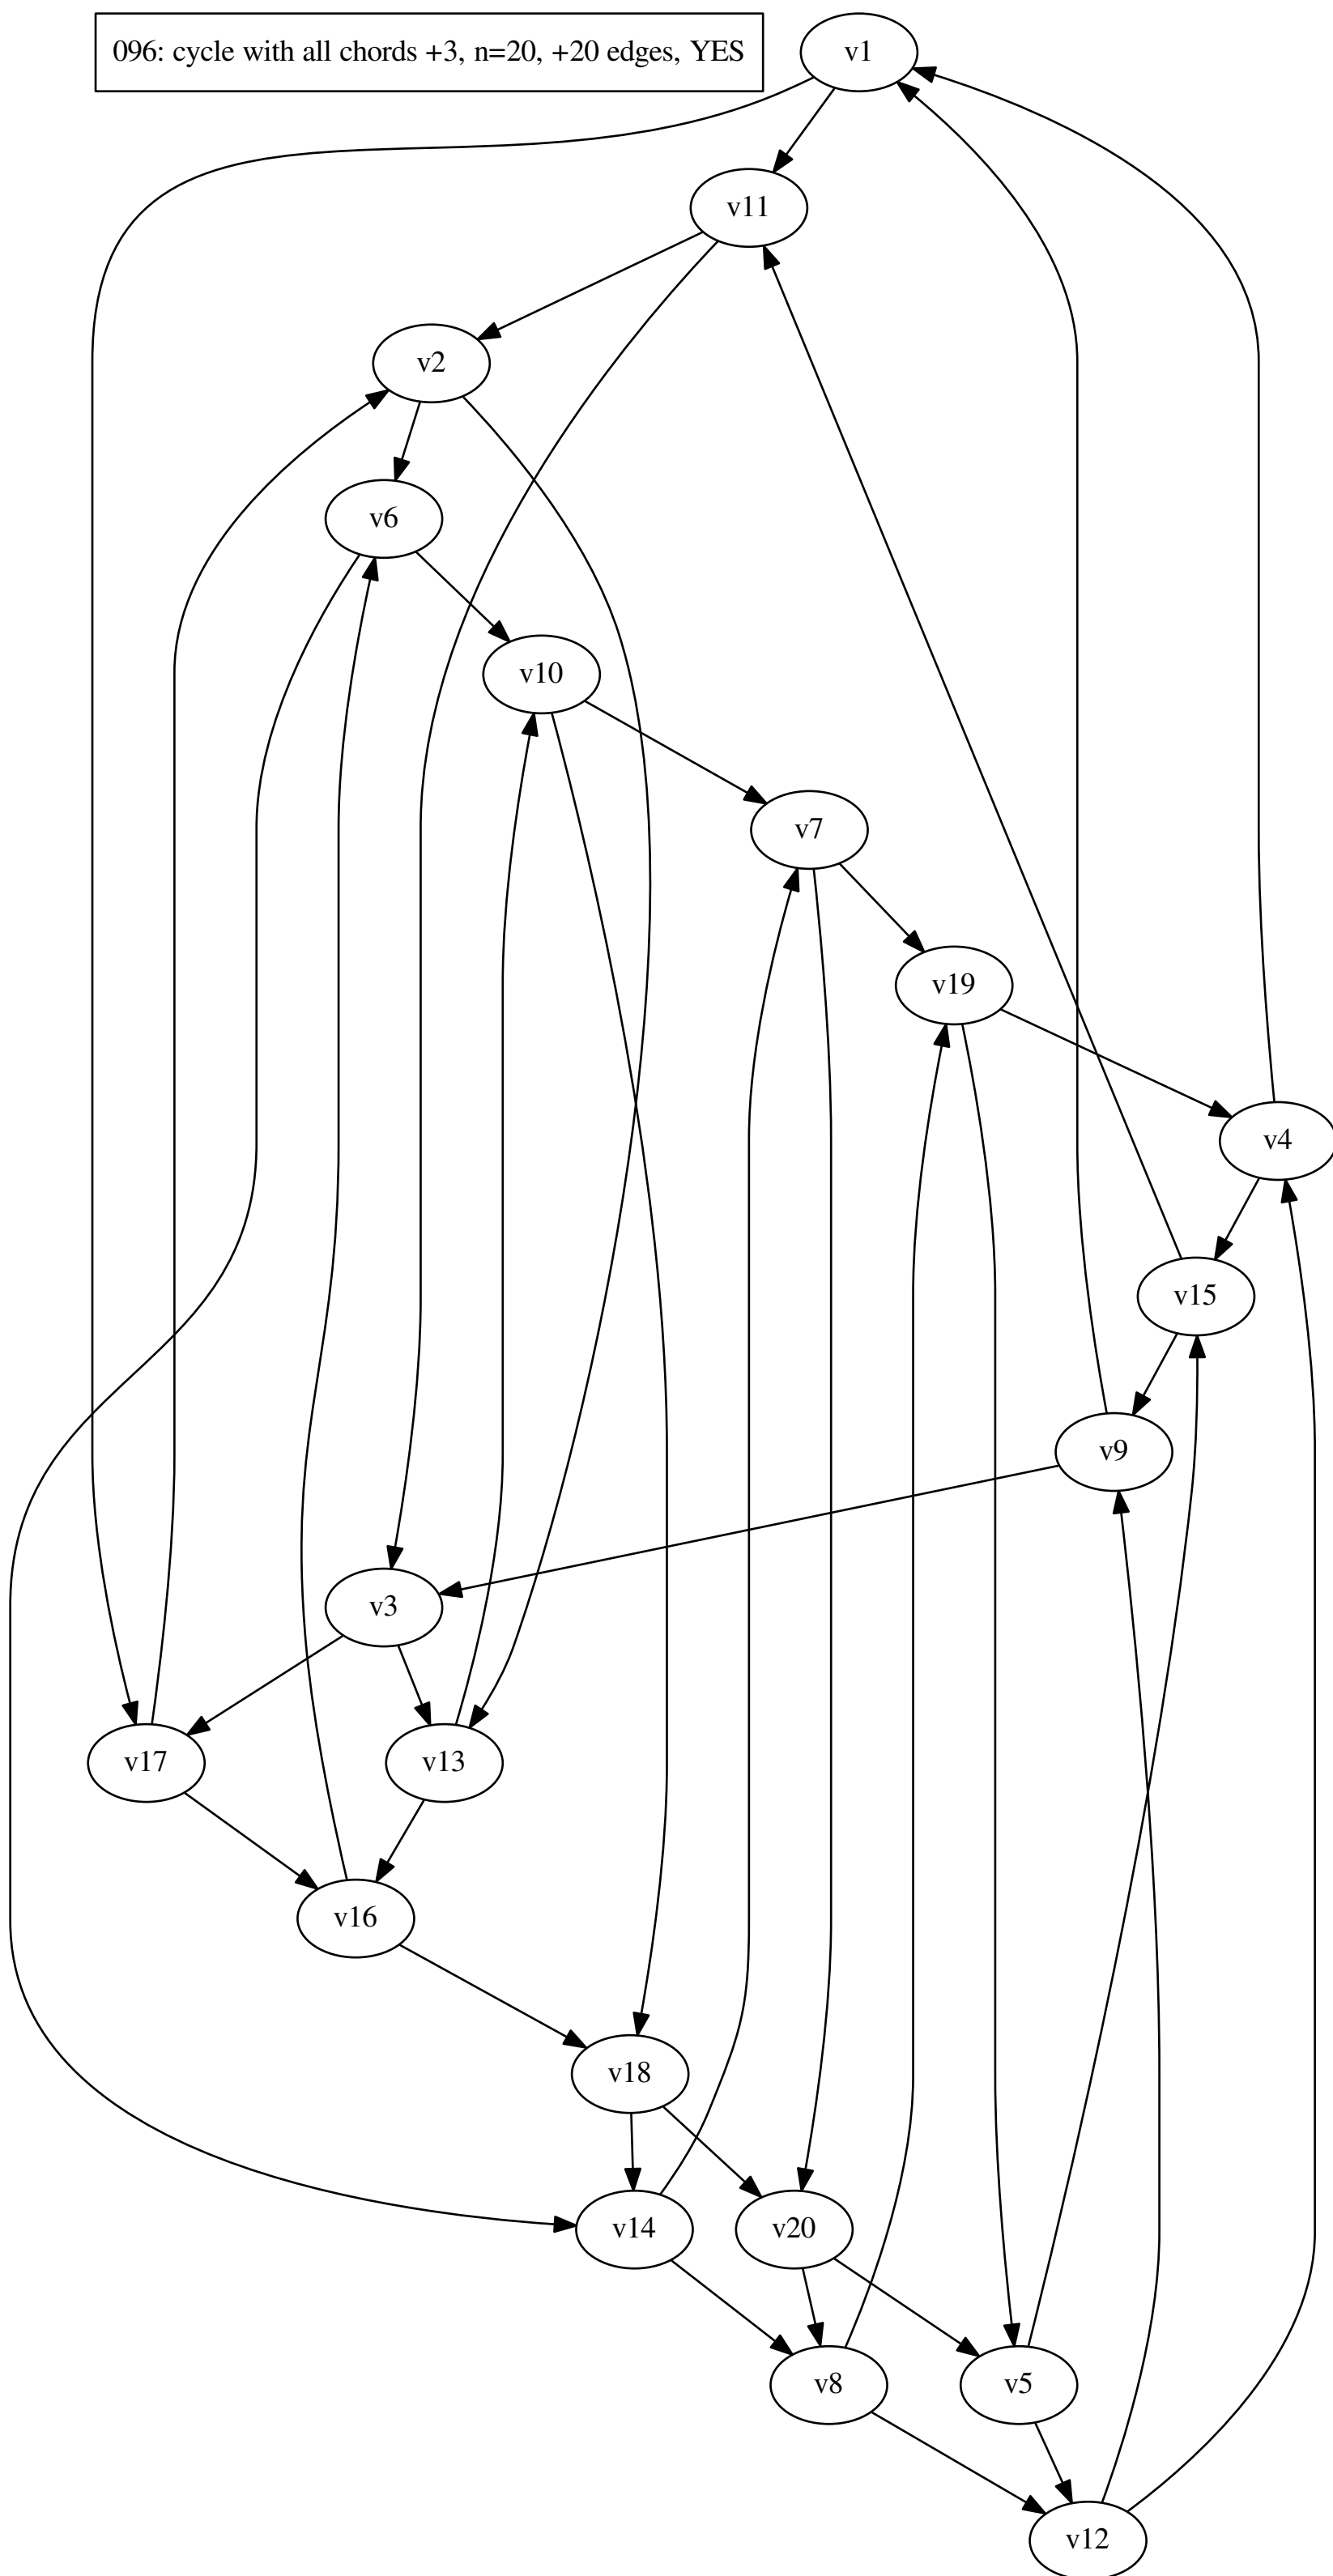 096: cycle with all chords +3, n=20, +20 edges, YES
v1
v11
v2
v6
v10
v7
v19
v4
v15
v9
v3
v17
v13
v16
v18
v14
v20
v8
v5
v12